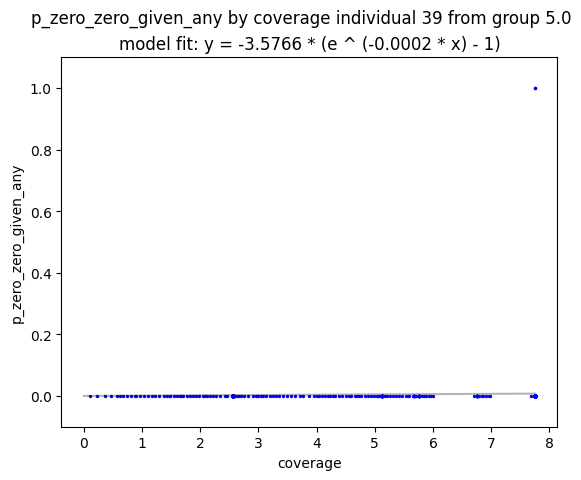 p_zero_zero_given_any by coverage individual 39 from group 5.0
model fit: y = -3.5766 * (e ^ (-0.0002 * x) - 1)
1.0
0.8
0.6
0.4
0.2
0.0
p_zero_zero_given_any
0 1 2 3 4 5 6 7 8
coverage